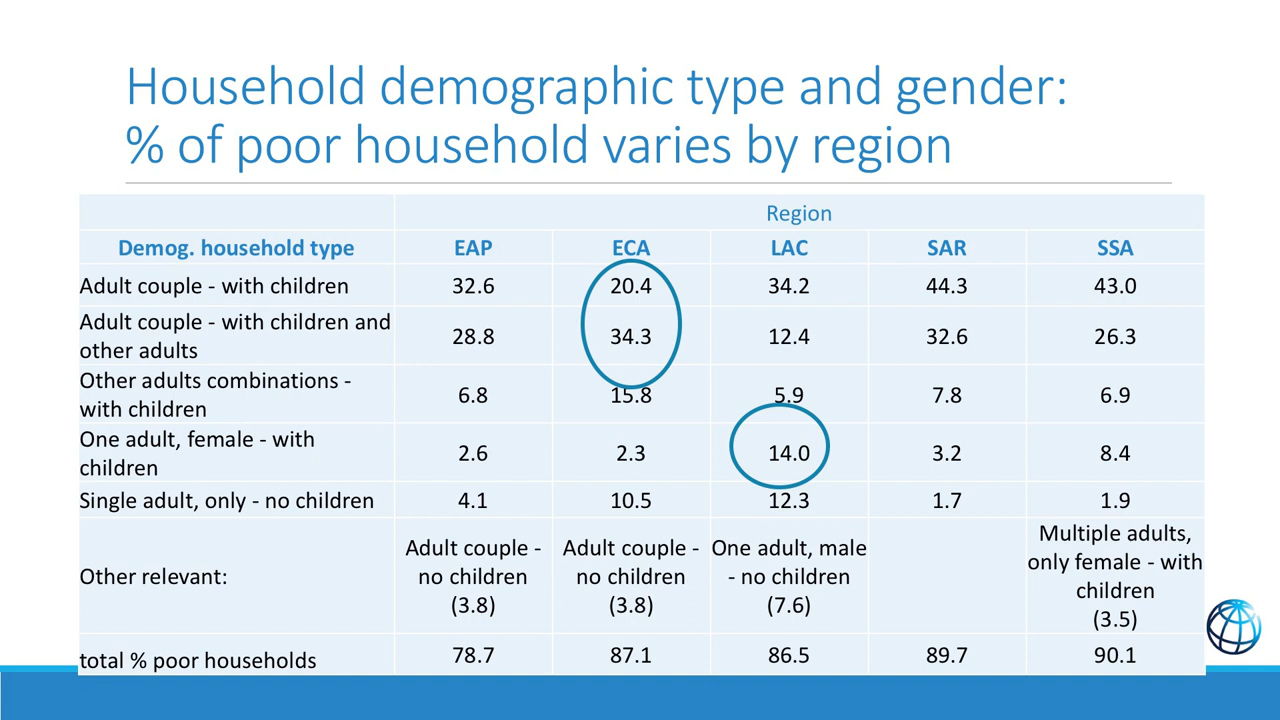 Household demographic type and gender:
% of poor household varies by region
Region
Demog. household type EAP ECA LAC SAR SSA
Adult couple - with children 32.6 20.4 34.2 44.3 43.0
Adult couple - with children and
other adults 28.8 34.3 12.4 32.6 26.3
Other adults combinations -
with children 6.8 15.8 5.9 7.8 6.9
One adult, female - with
children 2.6 2.3 14.0 3.2 8.4
Single adult, only - no children 4.1 10.5 12.3 1.7 1.9
Other relevant:
Adult couple -
no children
(3.8)
Adult couple -
no children
(3.8)
One adult, male
- no children
(7.6)
Multiple adults,
only female - with
children
(3.5)
total % poor households 78.7 87.1 86.5 89.7 90.1